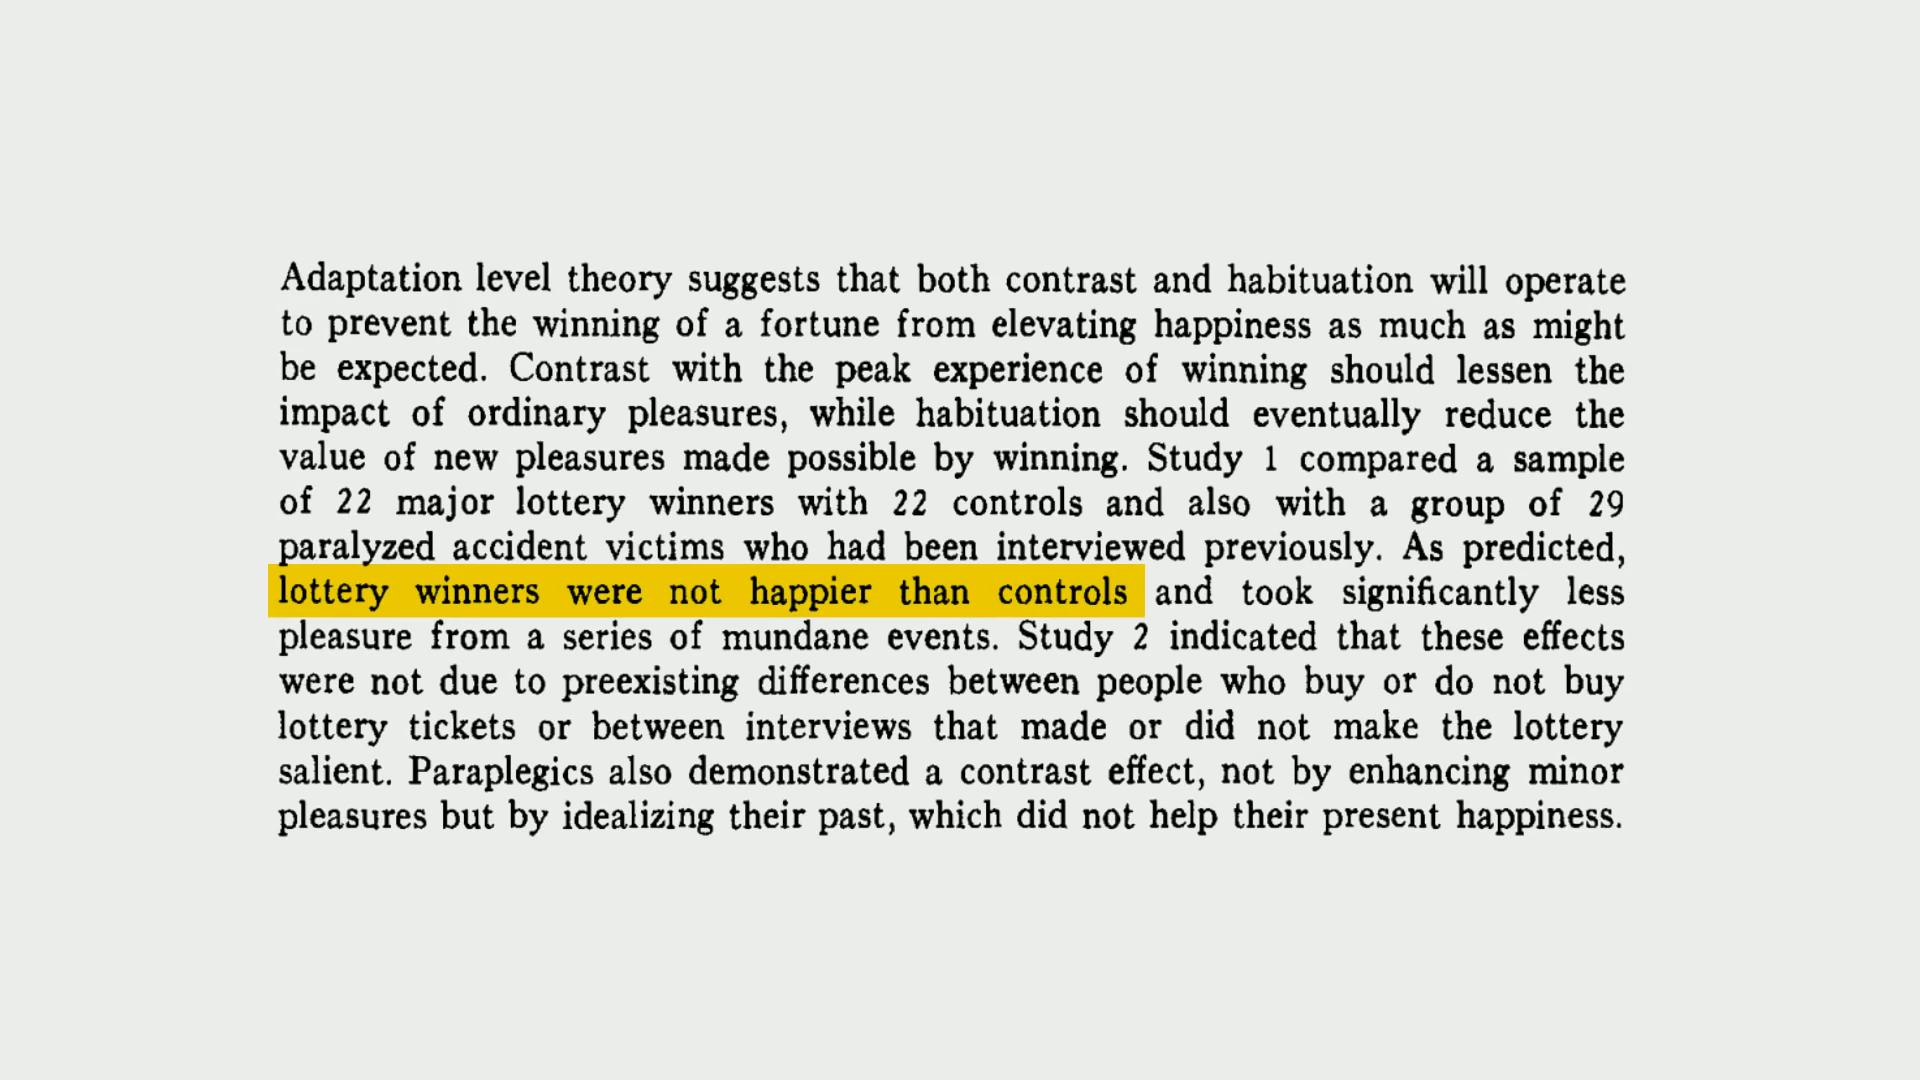 Adaptation level theory suggests that both contrast and habituation will operate
to prevent the winning of a fortune from elevating happiness as much as might
be expected. Contrast with the peak experience of winning should lessen the
impact of ordinary pleasures, while habituation should eventually reduce the
value of new pleasures made possible by winning. Study 1 compared a sample
of 22 major lottery winners with 22 controls and also with a group of 29
paralyzed accident victims who had been interviewed previously. As predicted,
lottery winners were not happier than controls and took significantly less
pleasure from a series of mundane events. Study 2 indicated that these effects
were not due to preexisting differences between people who buy or do not buy
lottery tickets or between interviews that made or did not make the lottery
salient. Paraplegics also demonstrated a contrast effect, not by enhancing minor
pleasures but by idealizing their past, which did not help their present happiness.